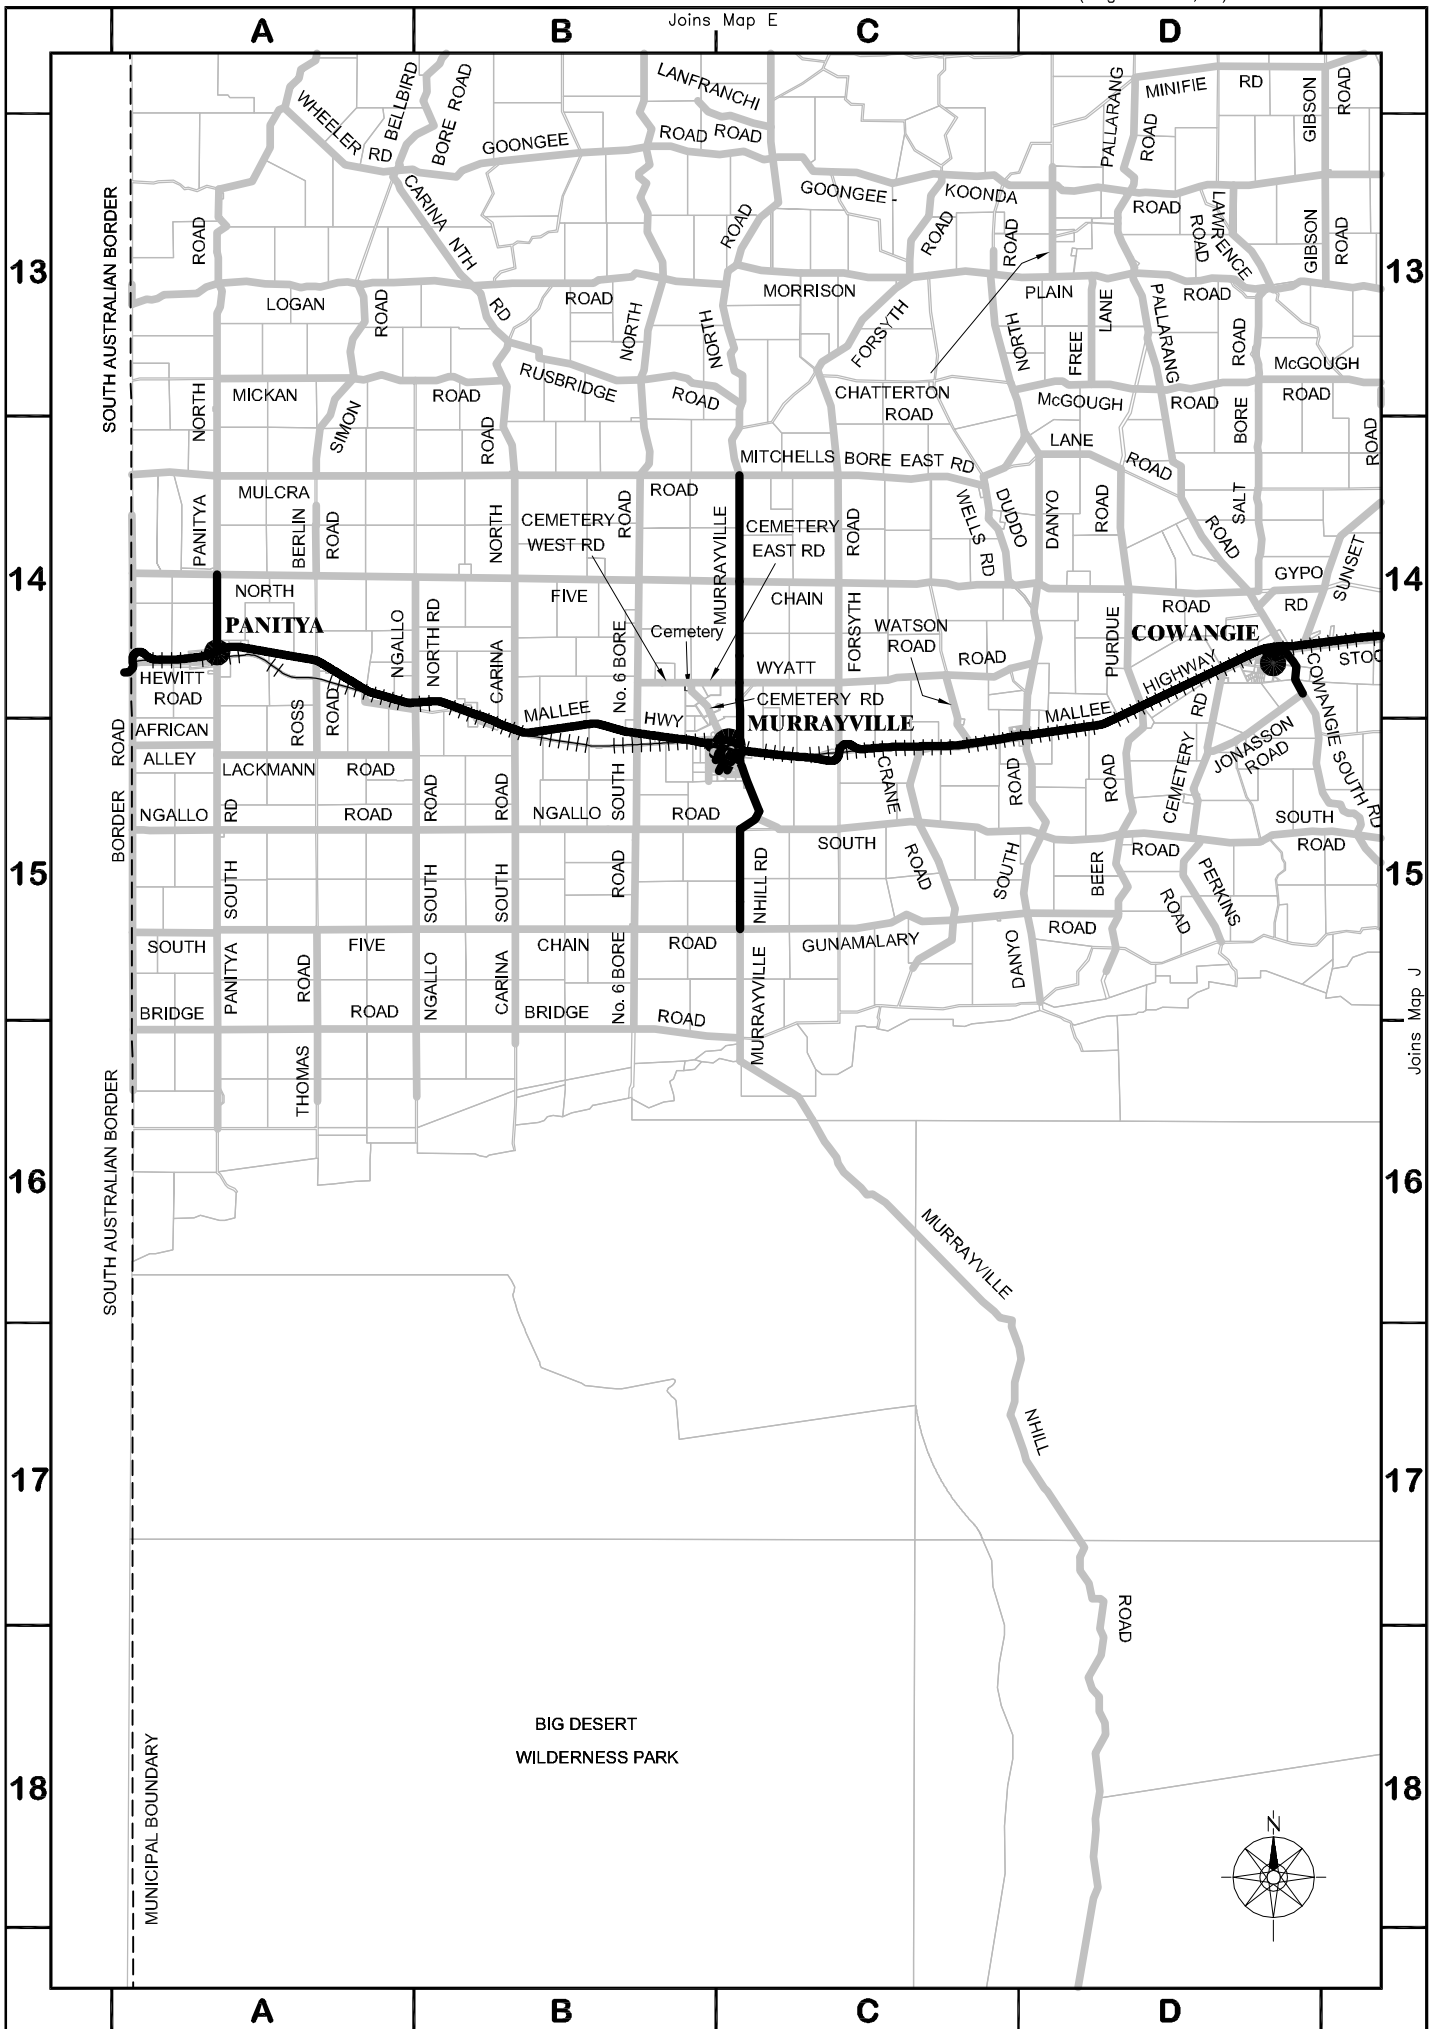 Joins Map E
A B C D
LANFRANCHI
ROAD ROAD
WHEELER RD
BELLBIRD
BORE ROAD
GOONGEE
PALLARANG
ROAD
MINIFIE RD
GIBSON
ROAD
CARINA NTH
RD
GOONGEE -
KOONDA
ROAD
LAWRENCE
ROAD
GIBSON
ROAD
SOUTH AUSTRALIAN BORDER
ROAD
ROAD
ROAD
ROAD
13
13
LOGAN
ROAD
ROAD
MORRISON
PLAIN
ROAD
NORTH
NORTH
FORSYTH
NORTH
FREE
LANE
PALLARANG
ROAD
RUSBRIDGE
ROAD
McGOUGH
ROAD
MICKAN
ROAD
CHATTERTON
ROAD
McGOUGH
ROAD
NORTH
SIMON
ROAD
BORE
LANE
ROAD
ROAD
MITCHELLS BORE EAST RD
MULCRA
ROAD
PANITYA
BERLIN
ROAD
NORTH
CEMETERY
WEST RD
ROAD
MURRAYVILLE
CEMETERY
EAST RD
ROAD
WELLS RD
DUDDO
DANYO
ROAD
SALT
ROAD
SUNSET
14
14
NORTH
FIVE
CHAIN
ROAD
GYPO
RD
PANITYA
NGALLO
NORTH RD
CARINA
No. 6 BORE
Cemetery
FORSYTH
WATSON
ROAD
PURDUE
COWANGIE
WYATT
ROAD
STOC
HEWITT
ROAD
CEMETERY RD
HIGHWAY
AFRICAN
ALLEY
ROSS
ROAD
MALLEE
HWY
MURRAYVILLE
MALLEE
CEMETERY
RD
JONASSON
ROAD
COWANGIE SOUTH RD
BORDER
ROAD
LACKMANN
ROAD
ROAD
ROAD
SOUTH
CRANE
ROAD
ROAD
ROAD
NGALLO
RD
ROAD
NGALLO
ROAD
SOUTH
SOUTH
ROAD
ROAD
15
15
SOUTH
SOUTH
SOUTH
ROAD
NHILL RD
SOUTH
BEER
PERKINS
ROAD
SOUTH
FIVE
CHAIN
ROAD
GUNAMALARY
ROAD
PANITYA
ROAD
NGALLO
CARINA
No. 6 BORE
MURRAYVILLE
DANYO
BRIDGE
ROAD
BRIDGE
ROAD
Joins Map J
THOMAS
SOUTH AUSTRALIAN BORDER
16
16
MURRAYVILLE
NHILL
17
17
ROAD
BIG DESERT
WILDERNESS PARK
MUNICIPAL BOUNDARY
18
18
N
A B C D